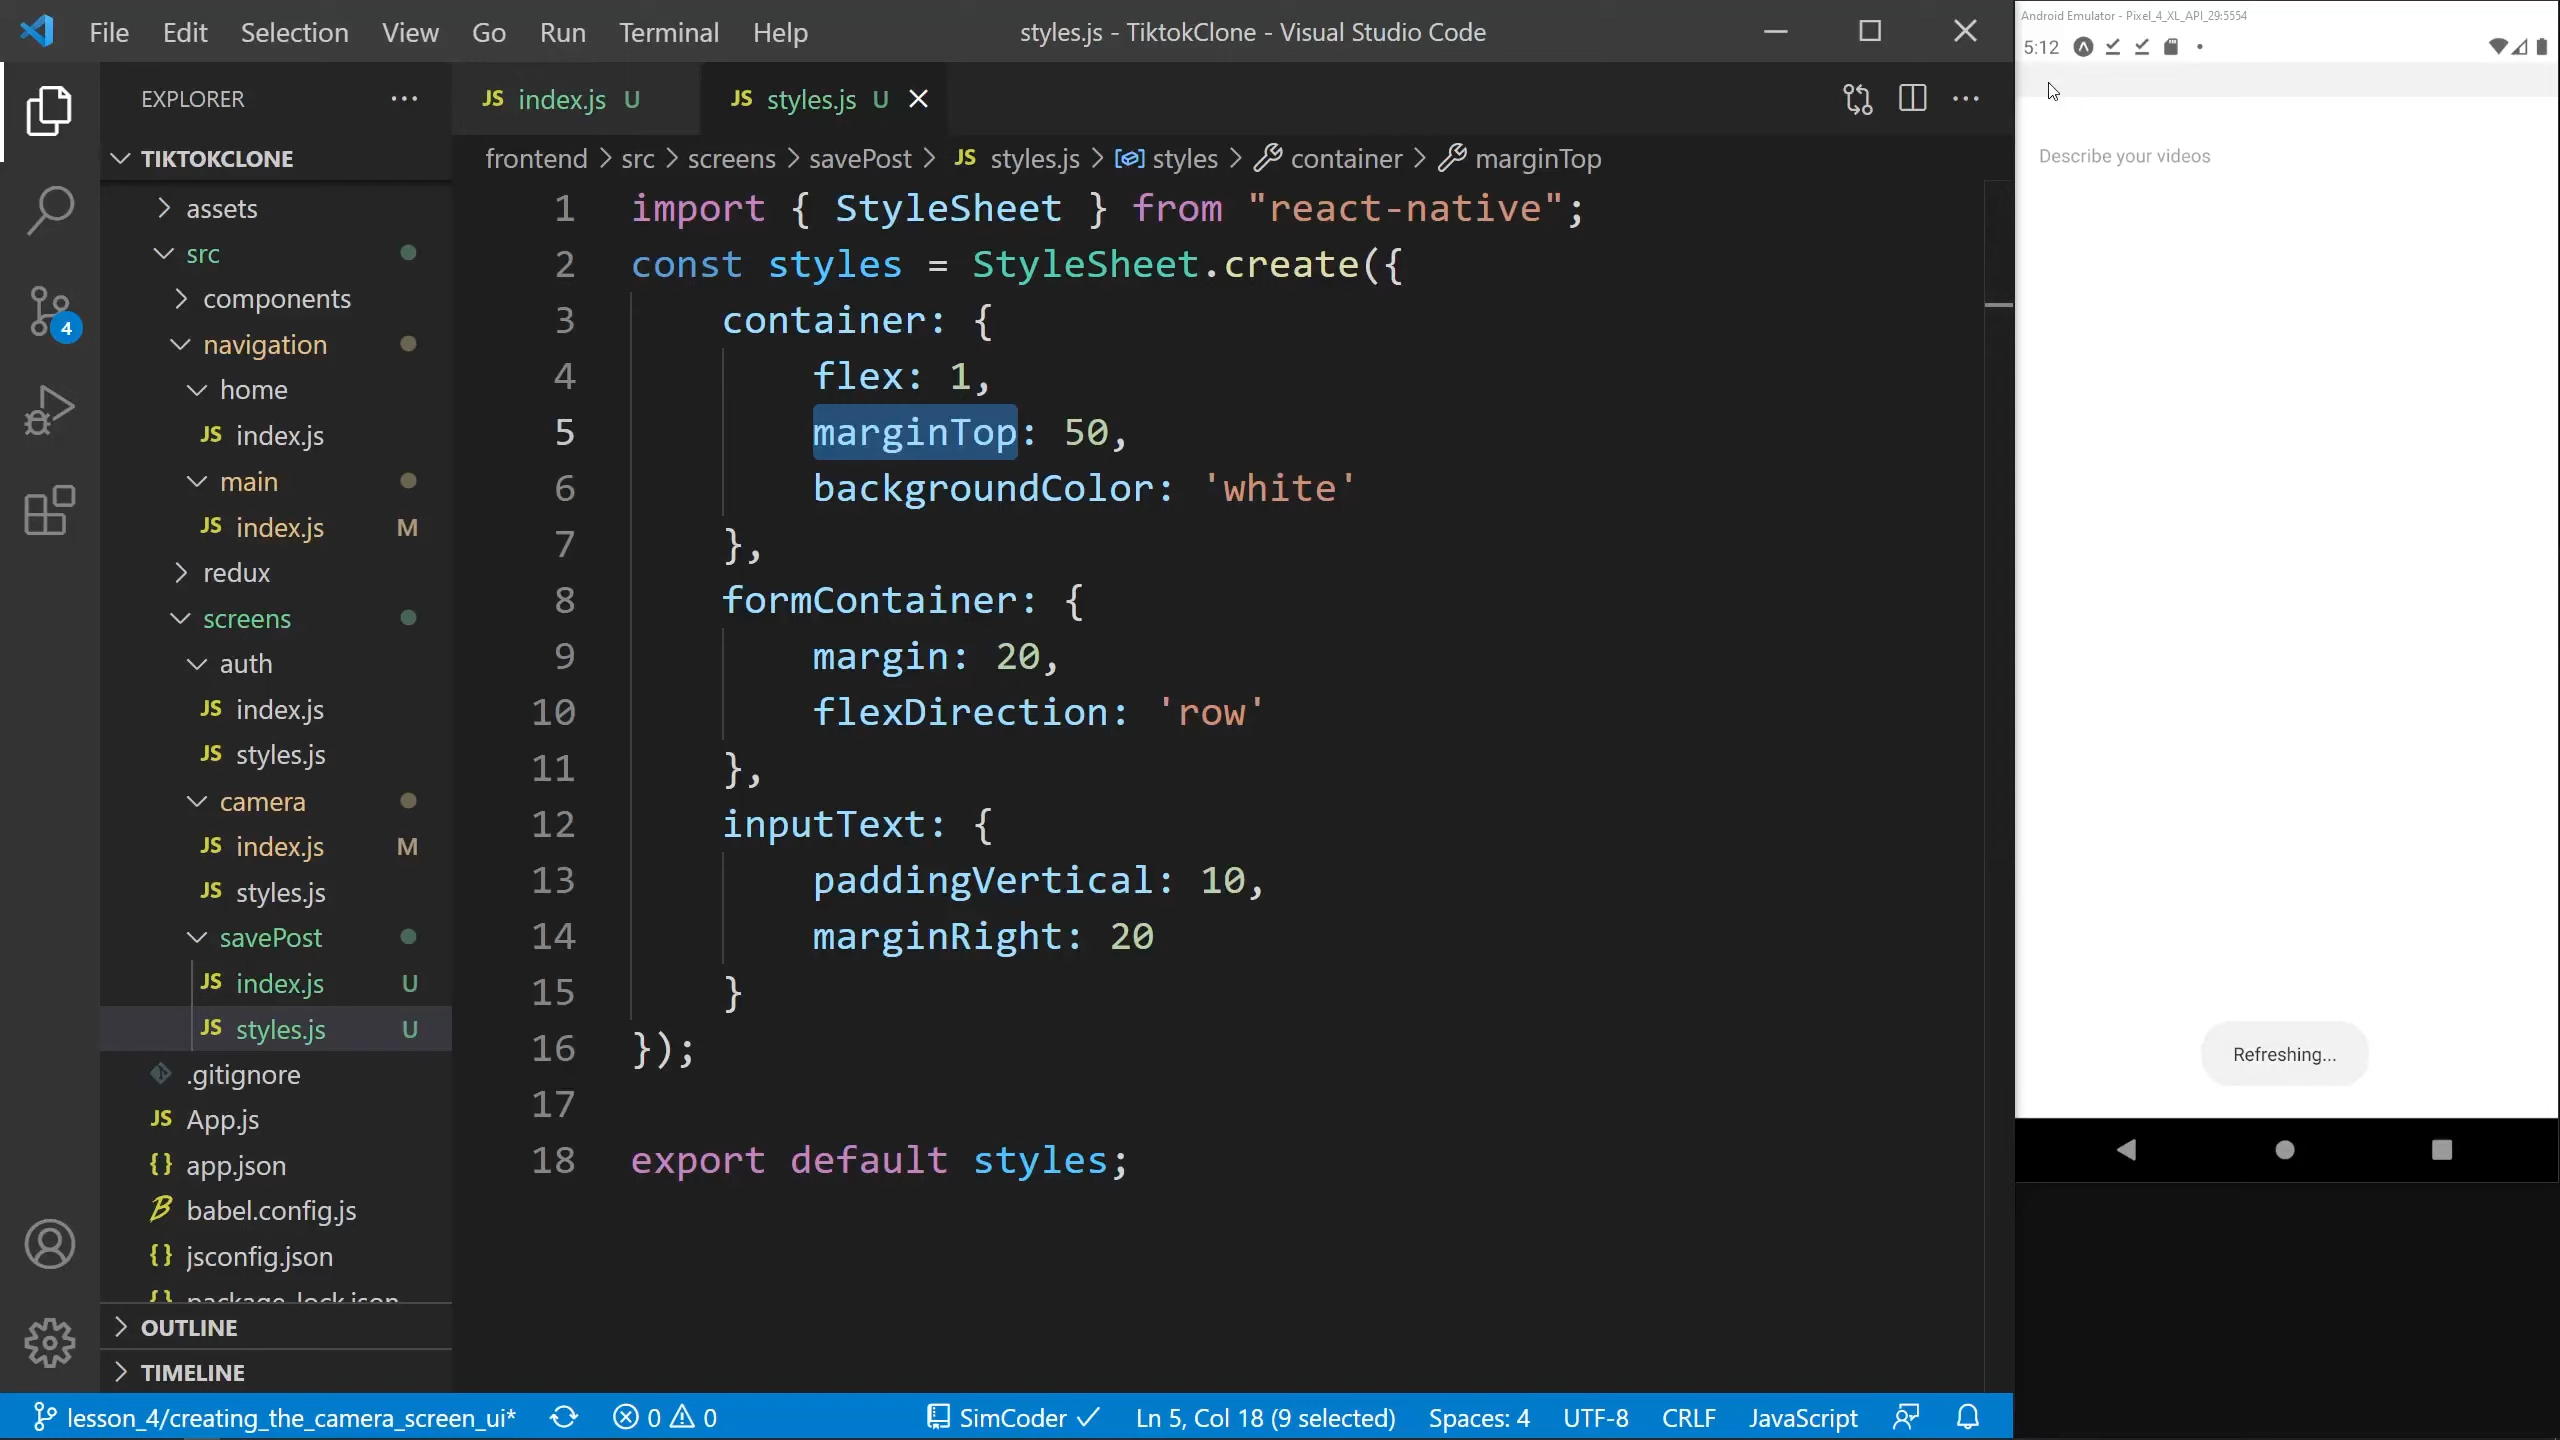 File Edit Selection View Go Run Terminal Help
styles.js - TiktokClone - Visual Studio Code
EXPLORER
TIKTOKCLONE
assets
src
components
navigation
home
JS index.js
main
JS index.js M
redux
screens
auth
JS index.js
JS styles.js
camera
JS index.js M
JS styles.js
savePost
JS index.js U
JS styles.js U
.gitignore
JS App.js
{} app.json
babel.config.js
{} jsconfig.json
{} package-lock.json
OUTLINE
TIMELINE
4
JS index.js U
JS styles.js U
frontend > src > screens > savePost > JS styles.js > styles > container > marginTop
1 import { StyleSheet } from "react-native";
2 const styles = StyleSheet.create({
3 container: {
4 flex: 1,
5 marginTop: 50,
6 backgroundColor: 'white'
7 },
8 formContainer: {
9 margin: 20,
10 flexDirection: 'row'
11 },
12 inputText: {
13 paddingVertical: 10,
14 marginRight: 20
15 }
16 });
17
18 export default styles;
lesson_4/creating_the_camera_screen_ui* 0 0 SimCoder Ln 5, Col 18 (9 selected) Spaces: 4 UTF-8 CRLF JavaScript
Android Emulator - Pixel_4_XL_API_29:5554
5:12
Describe your videos
Refreshing...